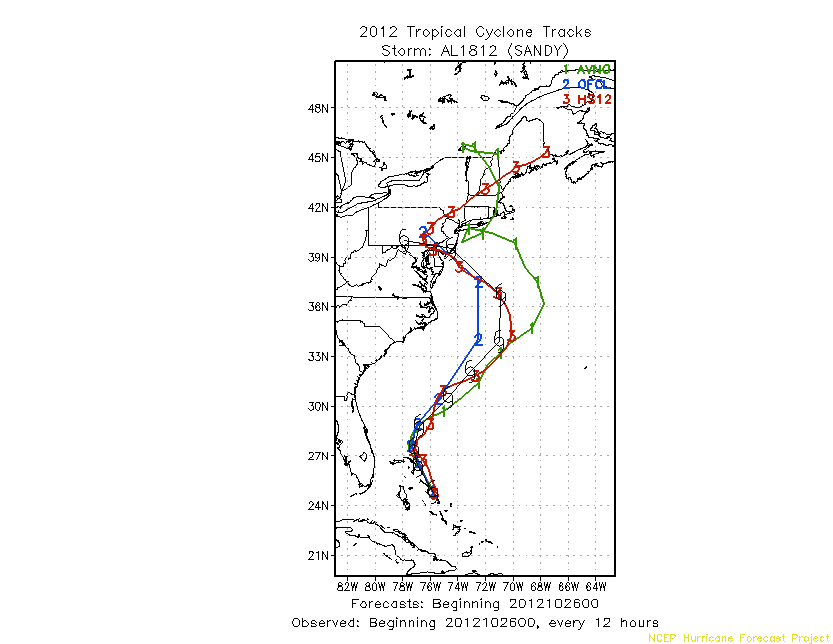 2012 Tropical Cyclone Tracks
Storm: AL1812 (SANDY)
1 AVNO
2 OFCL
3 H312
48N
45N
42N
39N
36N
33N
30N
27N
24N
21N
82W 80W 78W 76W 74W 72W 70W 68W 66W 64W
Forecasts: Beginning 2012102600
Observed: Beginning 2012102600, every 12 hours
NCEP Hurricane Forecast Project